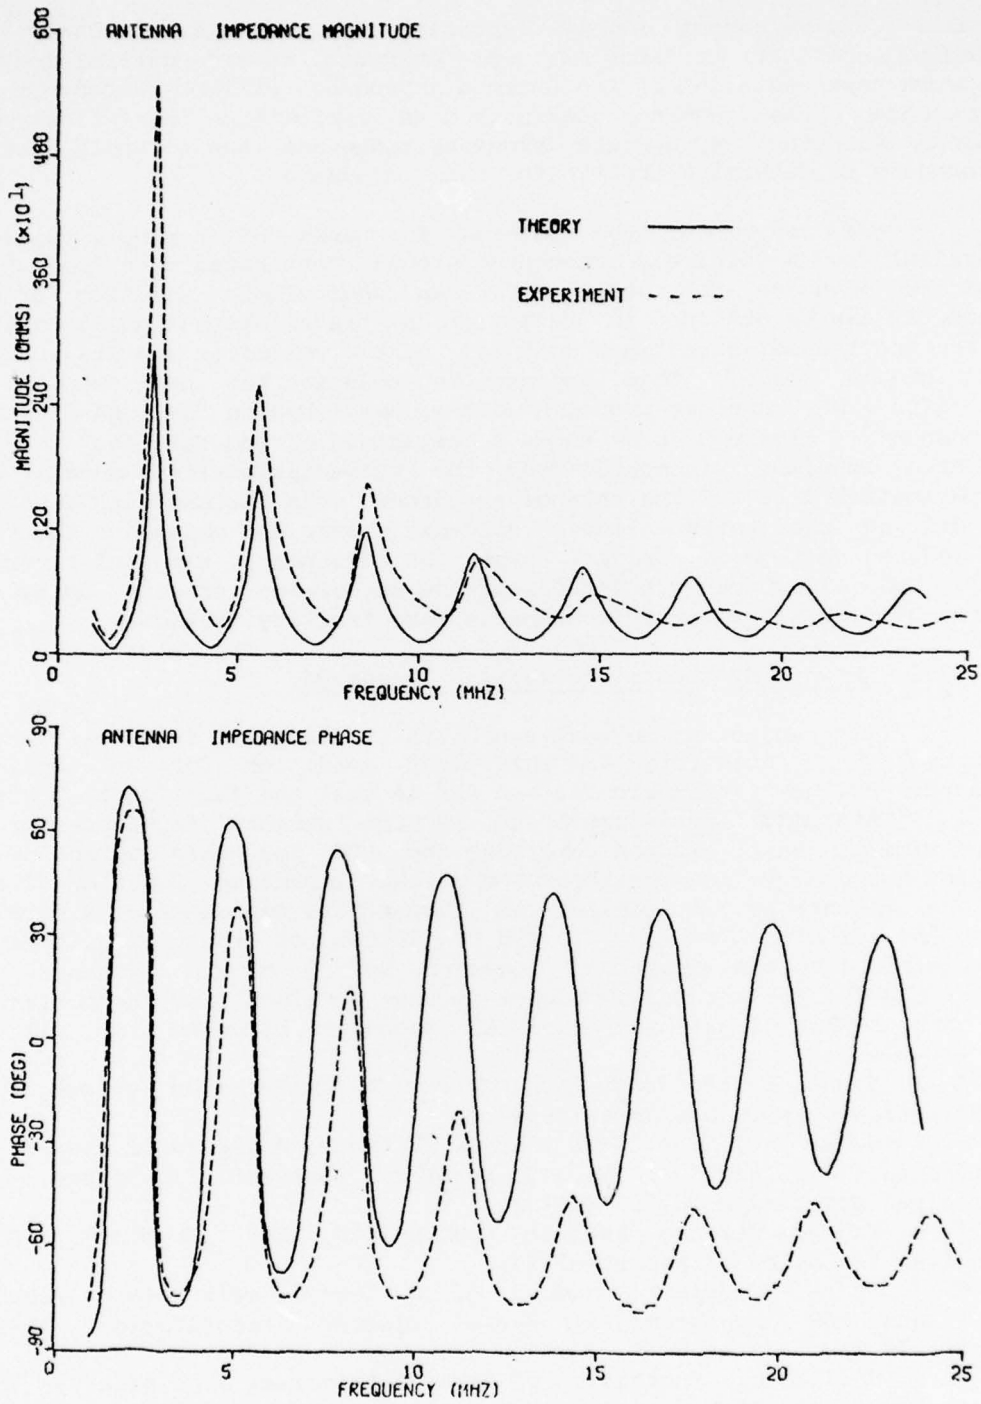 ANTENNA IMPEDANCE MAGNITUDE
600
480
360
240
120
0
MAGNITUDE (OHMS) (×10⁻¹)
THEORY
EXPERIMENT
0 5 10 15 20 25
FREQUENCY (MHZ)
ANTENNA IMPEDANCE PHASE
90
60
30
0
-30
-60
-90
PHASE (DEG)
0 5 10 15 20 25
FREQUENCY (MHZ)